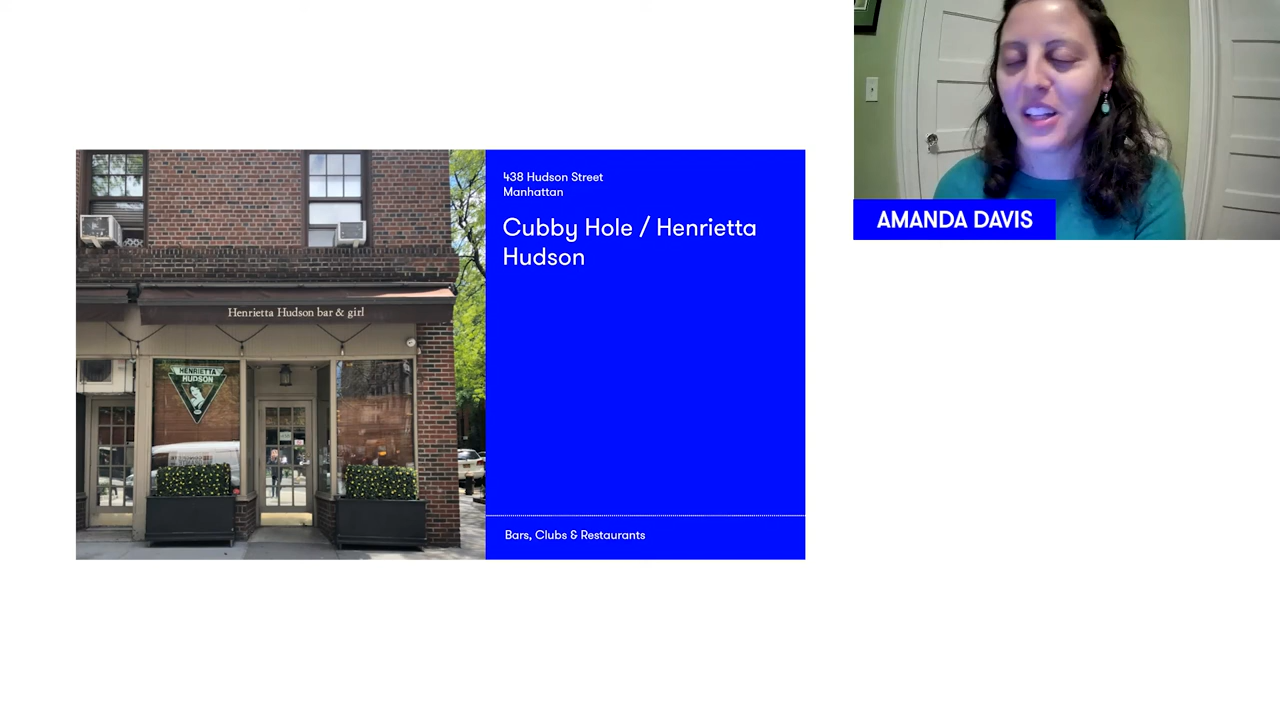 438 Hudson Street
Manhattan
Cubby Hole / Henrietta
Hudson
Henrietta Hudson bar & girl
HENRIETTA
HUDSON
Bars, Clubs & Restaurants
AMANDA DAVIS